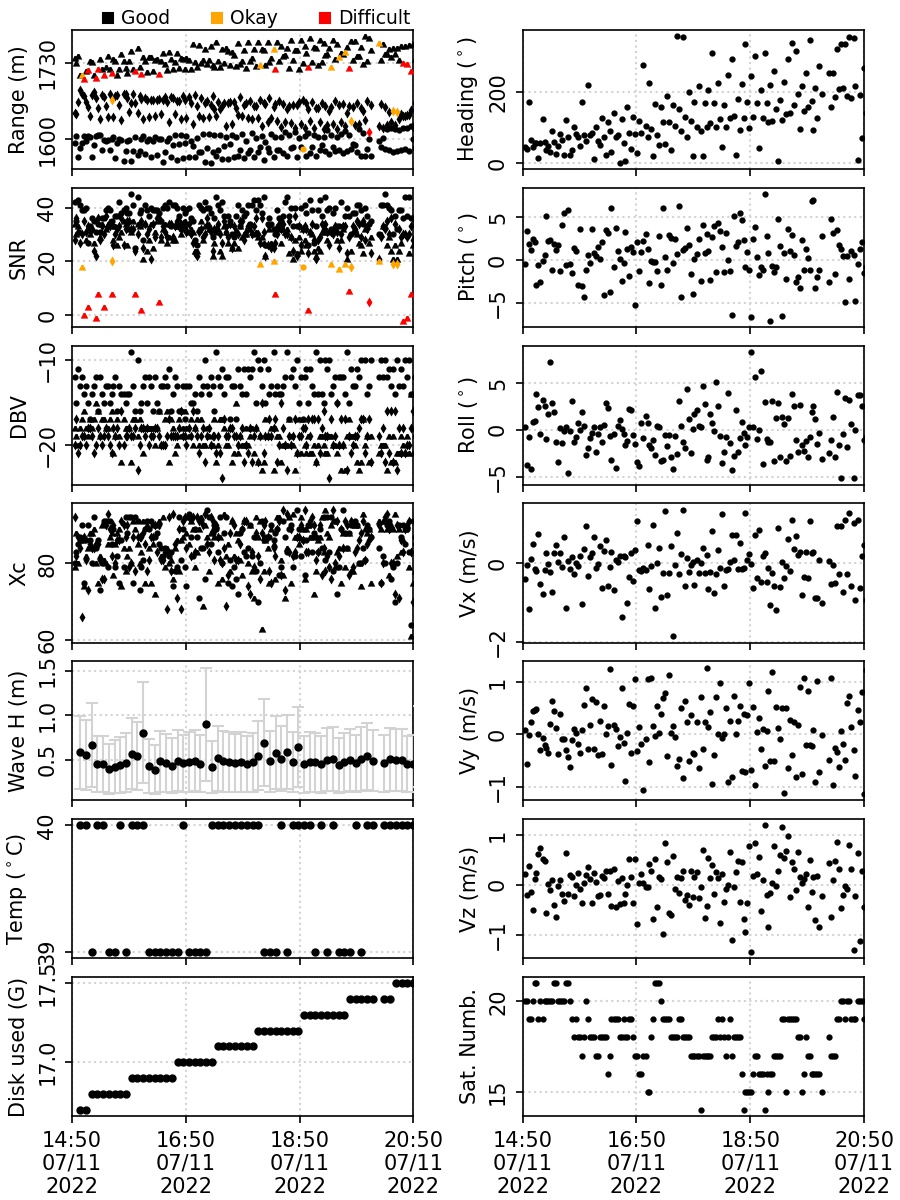 Good Okay Difficult
Range (m)
1730
1600
Heading (°)
200
0
SNR
40
20
0
Pitch (°)
5
0
−5
DBV
−10
−20
Roll (°)
5
0
−5
Xc
80
60
Vx (m/s)
0
−2
Wave H (m)
1.5
1.0
0.5
Vy (m/s)
1
0
−1
Temp (°C)
40
39
Vz (m/s)
1
0
−1
Disk used (G)
17.5
17.0
Sat. Numb.
20
15
14:50 16:50 18:50 20:50 14:50 16:50 18:50 20:50
07/11 07/11 07/11 07/11 07/11 07/11 07/11 07/11
2022 2022 2022 2022 2022 2022 2022 2022